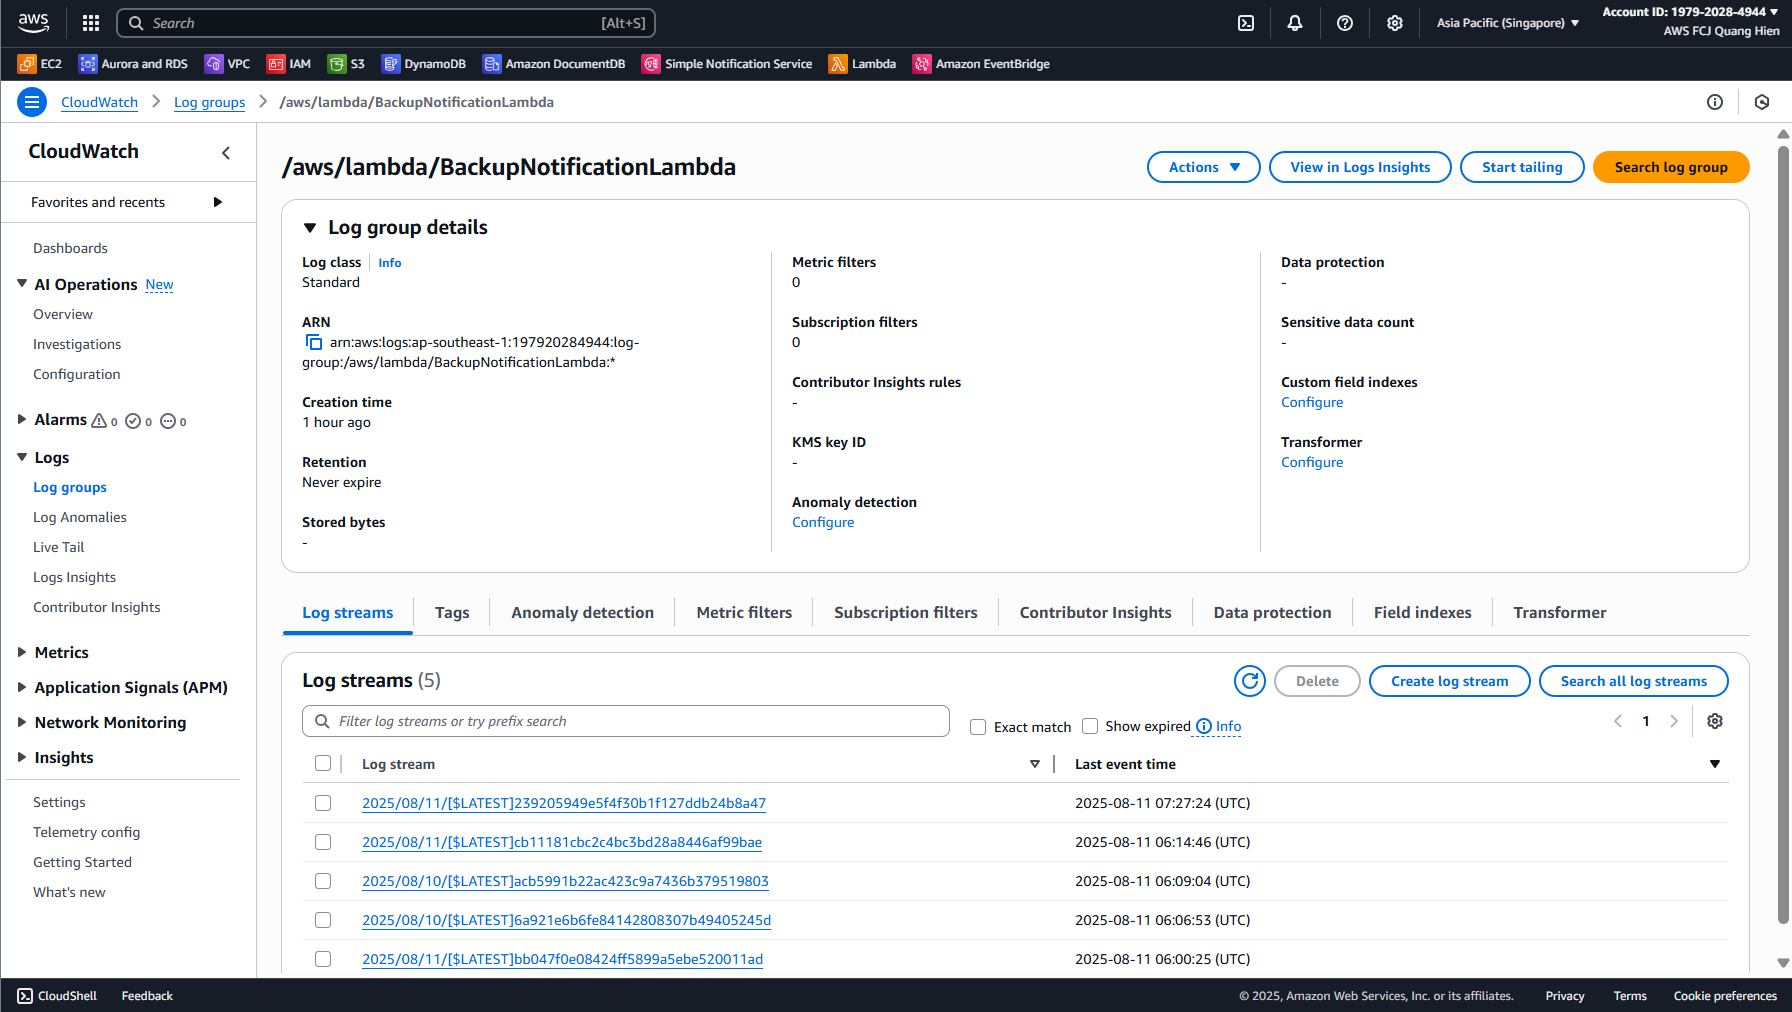 aws
Search [Alt+S]
Asia Pacific (Singapore)
Account ID: 1979-2028-4944
AWS FCJ Quang Hien
EC2 Aurora and RDS VPC IAM S3 DynamoDB Amazon DocumentDB Simple Notification Service Lambda Amazon EventBridge
CloudWatch Log groups /aws/lambda/BackupNotificationLambda
CloudWatch
Favorites and recents
Dashboards
AI Operations New
Overview
Investigations
Configuration
Alarms 0 0 0
Logs
Log groups
Log Anomalies
Live Tail
Logs Insights
Contributor Insights
Metrics
Application Signals (APM)
Network Monitoring
Insights
Settings
Telemetry config
Getting Started
What's new
/aws/lambda/BackupNotificationLambda
Actions View in Logs Insights Start tailing Search log group
Log group details
Log class Info
Standard
ARN
arn:aws:logs:ap-southeast-1:197920284944:log-
group:/aws/lambda/BackupNotificationLambda:*
Creation time
1 hour ago
Retention
Never expire
Stored bytes
-
Metric filters
0
Subscription filters
0
Contributor Insights rules
-
KMS key ID
-
Anomaly detection
Configure
Data protection
-
Sensitive data count
-
Custom field indexes
Configure
Transformer
Configure
Log streams Tags Anomaly detection Metric filters Subscription filters Contributor Insights Data protection Field indexes Transformer
Log streams (5)
Delete Create log stream Search all log streams
Filter log streams or try prefix search
Exact match Show expired Info
1
Log stream Last event time
2025/08/11/[$LATEST]239205949e5f4f30b1f127ddb24b8a47 2025-08-11 07:27:24 (UTC)
2025/08/11/[$LATEST]cb11181cbc2c4bc3bd28a8446af99bae 2025-08-11 06:14:46 (UTC)
2025/08/10/[$LATEST]acb5991b22ac423c9a7436b379519803 2025-08-11 06:09:04 (UTC)
2025/08/10/[$LATEST]6a921e6b6fe84142808307b49405245d 2025-08-11 06:06:53 (UTC)
2025/08/11/[$LATEST]bb047f0e08424ff5899a5ebe520011ad 2025-08-11 06:00:25 (UTC)
CloudShell Feedback
© 2025, Amazon Web Services, Inc. or its affiliates. Privacy Terms Cookie preferences